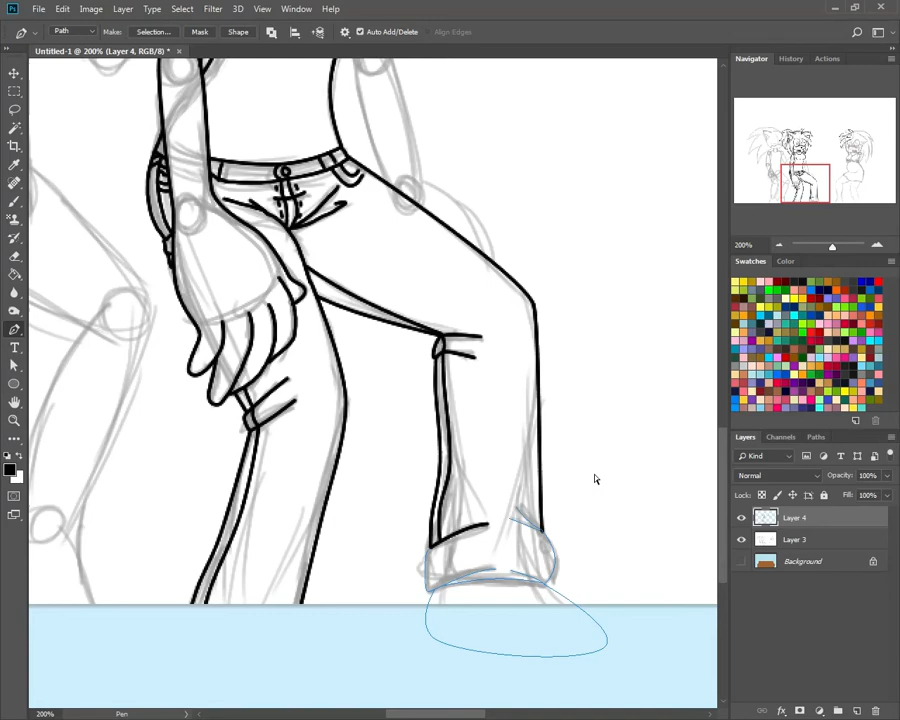 Ps File Edit Image Layer Type Select Filter 3D View Window Help
Path Make: Selection... Mask Shape Auto Add/Delete Align Edges
Untitled-1 @ 200% (Layer 4, RGB/8) * ×
Navigator History Actions
200%
Swatches Color
Layers Channels Paths
Kind
Normal Opacity: 100%
Lock: Fill: 100%
Layer 4
Layer 3
Background
200% Pen
fx